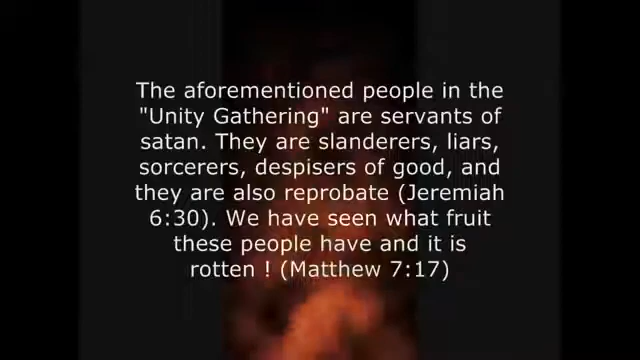 The aforementioned people in the
"Unity Gathering" are servants of
satan. They are slanderers, liars,
sorcerers, despisers of good, and
they are also reprobate (Jeremiah
6:30). We have seen what fruit
these people have and it is
rotten ! (Matthew 7:17)